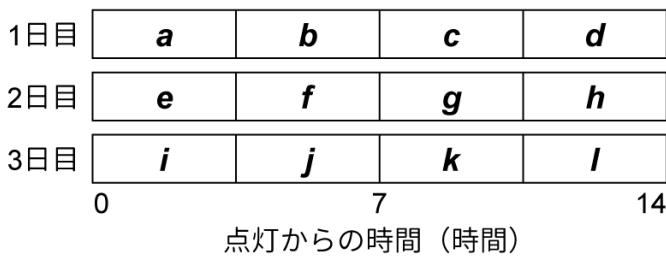 1日目 a b c d
2日目 e f g h
3日目 i j k l
0 7 14
点灯からの時間（時間）